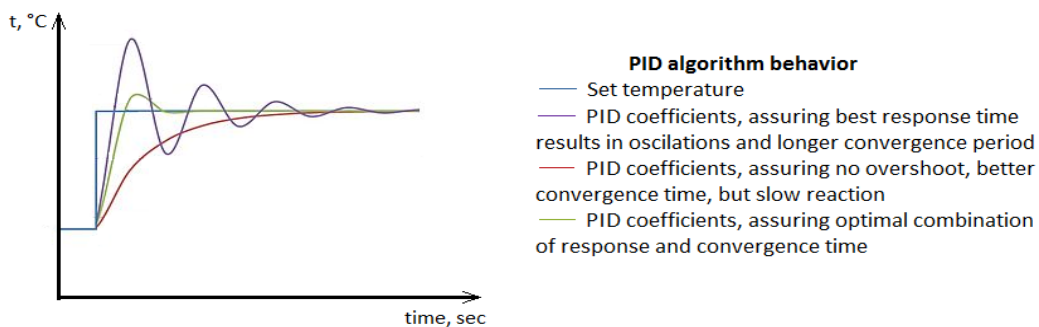 t, °C
time, sec
PID algorithm behavior
Set temperature
PID coefficients, assuring best response time
results in oscilations and longer convergence period
PID coefficients, assuring no overshoot, better
convergence time, but slow reaction
PID coefficients, assuring optimal combination
of response and convergence time